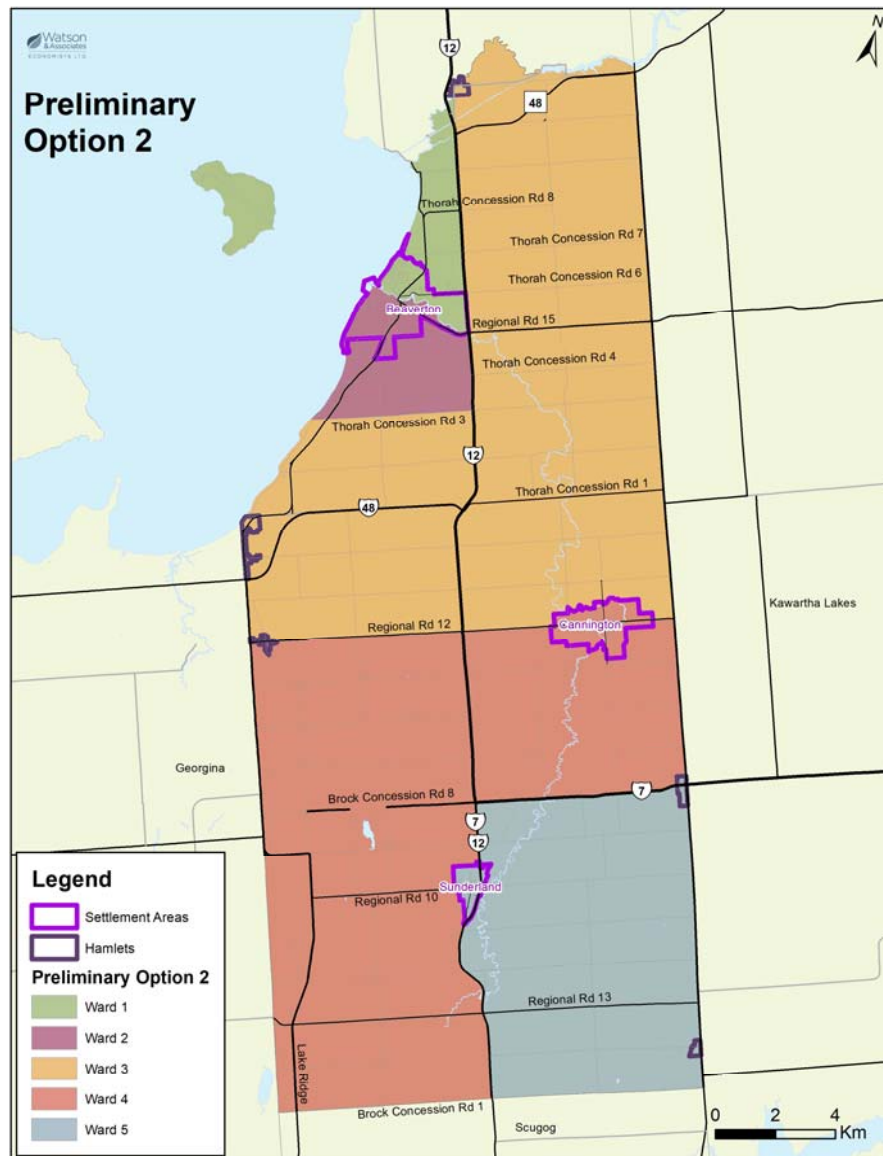 Watson
& Associates
ECONOMISTS LTD.
Preliminary
Option 2
N
12
48
Thorah Concession Rd 8
Thorah Concession Rd 7
Thorah Concession Rd 6
Beaverton
Regional Rd 15
Thorah Concession Rd 4
Thorah Concession Rd 3
12
Thorah Concession Rd 1
48
Kawartha Lakes
Regional Rd 12
Cannington
Georgina
Brock Concession Rd 8
7
7
12
Sunderland
Regional Rd 10
Regional Rd 13
Lake Ridge
Brock Concession Rd 1
Scugog
Legend
Settlement Areas
Hamlets
Preliminary Option 2
Ward 1
Ward 2
Ward 3
Ward 4
Ward 5
0 2 4
Km